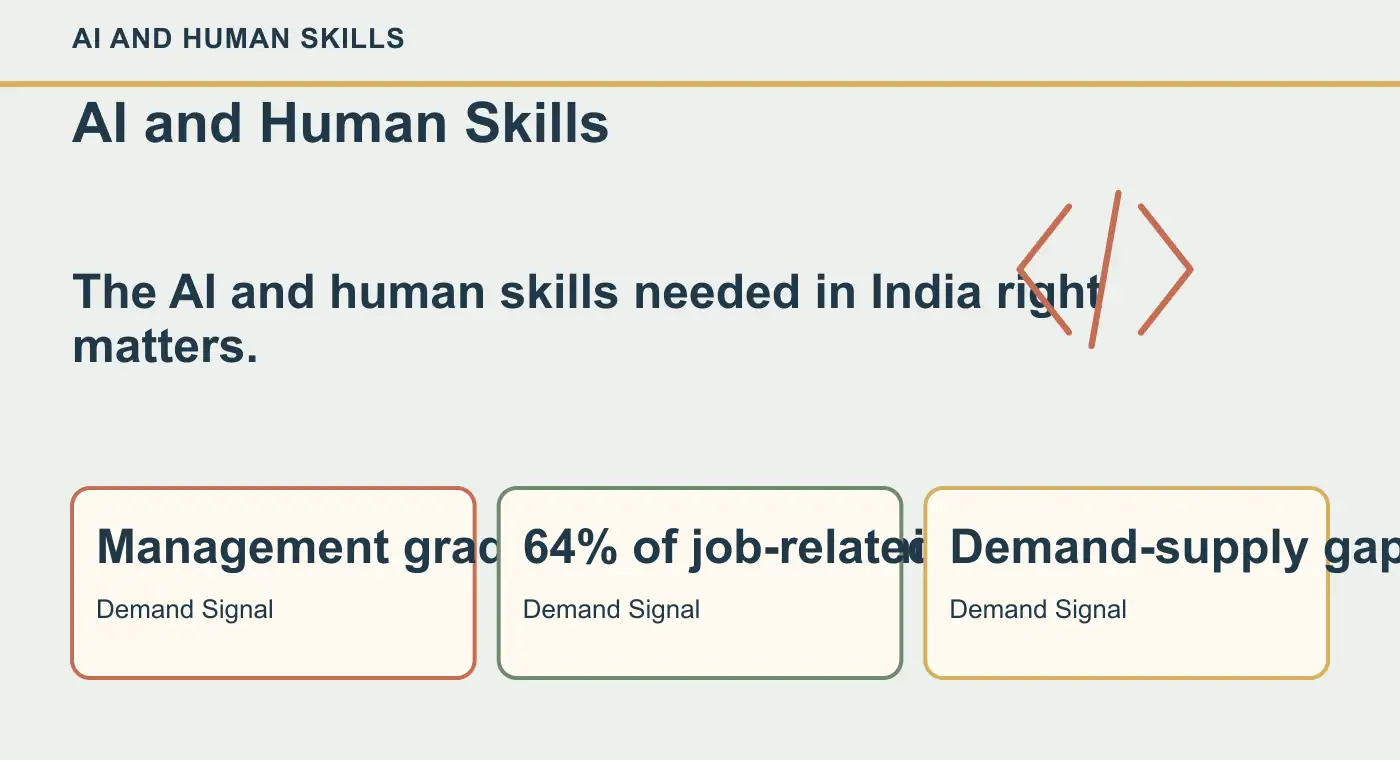 AI AND HUMAN SKILLS
AI and Human Skills
The AI and human skills needed in India right
matters.
Management grad
64% of job-related
Demand-supply gap
Demand Signal
Demand Signal
Demand Signal